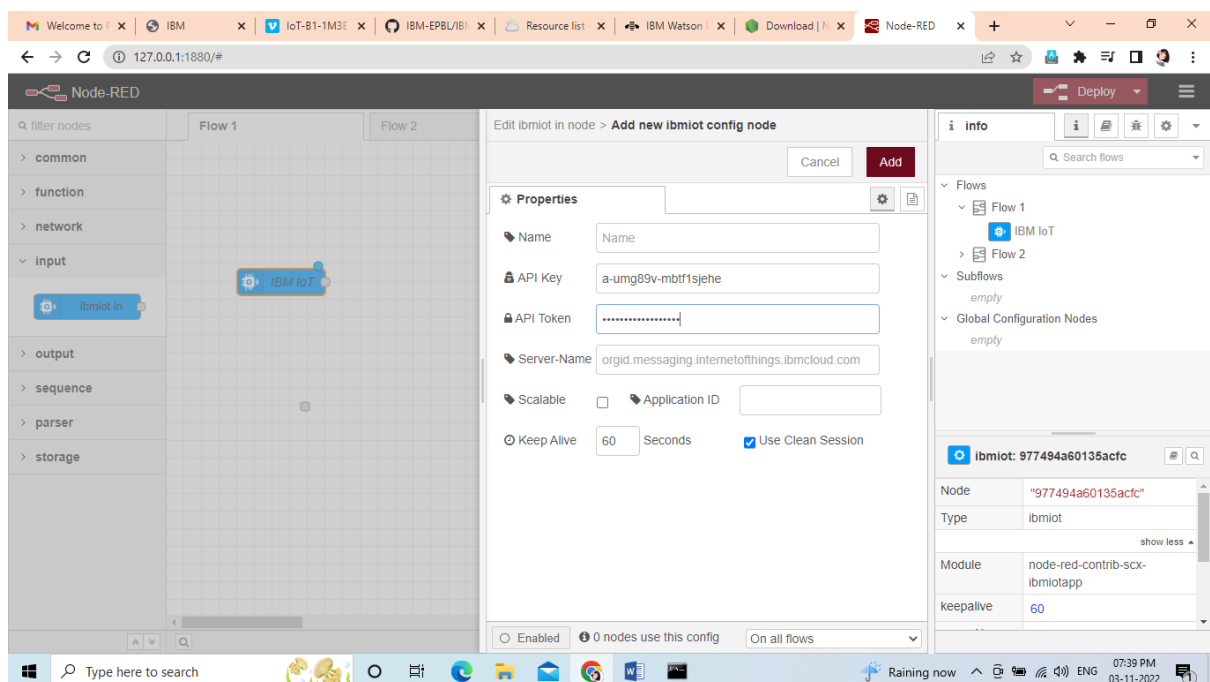 Welcome to
IBM
IoT-B1-1M3E
IBM-EPBL/IBM
Resource list
IBM Watson
Download | N
Node-RED
127.0.0.1:1880/#
Node-RED
Deploy
filter nodes
Flow 1
Flow 2
Edit ibmiot in node > Add new ibmiot config node
i info
common
Cancel
Add
Search flows
function
Properties
Flows
Flow 1
network
Name
Name
IBM IoT
Flow 2
input
API Key
a-umg89v-mbtf1sjehe
Subflows
empty
ibmiot in
IBM IoT
API Token
••••••••••••••••••
Global Configuration Nodes
empty
output
Server-Name
orgid.messaging.internetofthings.ibmcloud.com
sequence
Scalable
Application ID
parser
Keep Alive
60
Seconds
Use Clean Session
storage
ibmiot: 977494a60135acfc
Node
"977494a60135acfc"
Type
ibmiot
show less
Module
node-red-contrib-scx-
ibmiotapp
keepalive
60
Enabled
0 nodes use this config
On all flows
Type here to search
Raining now
ENG
07:39 PM
03-11-2022